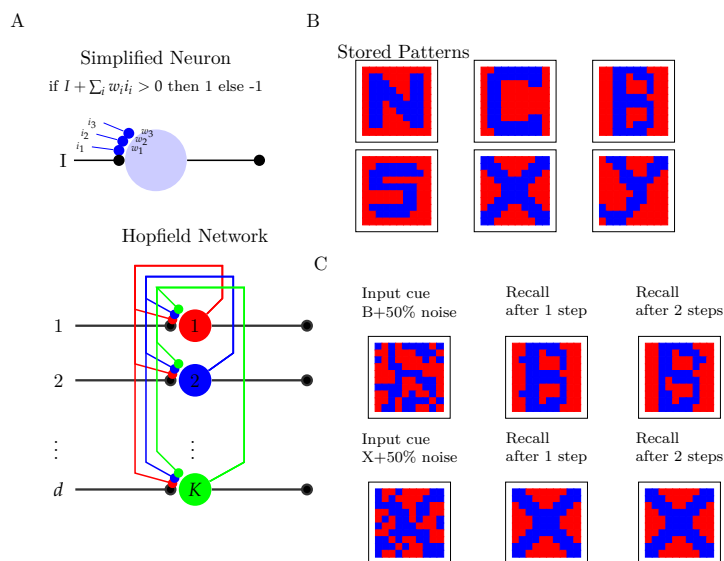 A
Simplified Neuron
if I + ∑ᵢ wᵢiᵢ > 0 then 1 else -1
i₃
i₂
i₁
w₃
w₂
w₁
I
Hopfield Network
1
1
2
2
⋮
⋮
d
K
B
Stored Patterns
N C B
S X y
C
Input cue
B+50% noise
Recall
after 1 step
Recall
after 2 steps
B B
Input cue
X+50% noise
Recall
after 1 step
Recall
after 2 steps
X X